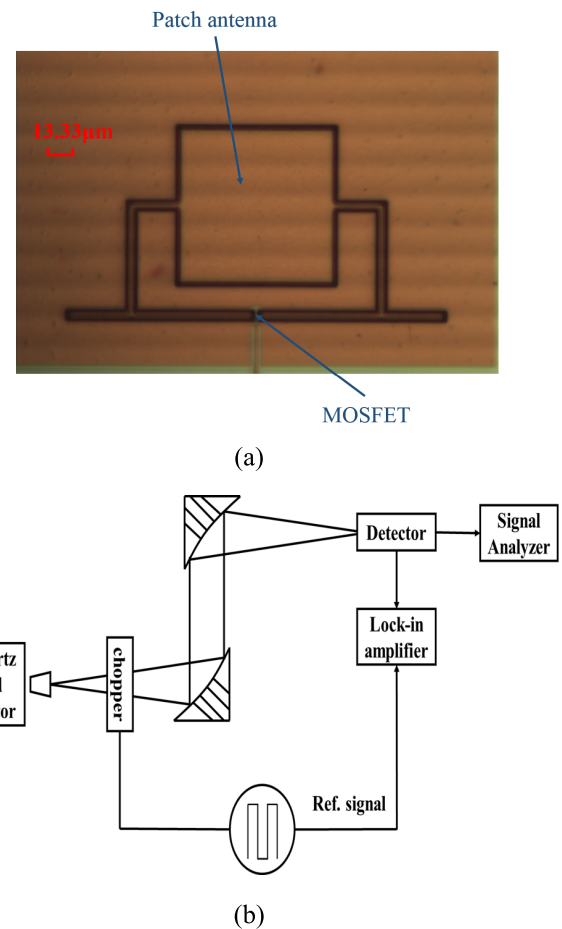 Patch antenna
13.33μm
MOSFET
(a)
Detector
Signal
Analyzer
Lock-in
amplifier
chopper
Ref. signal
(b)